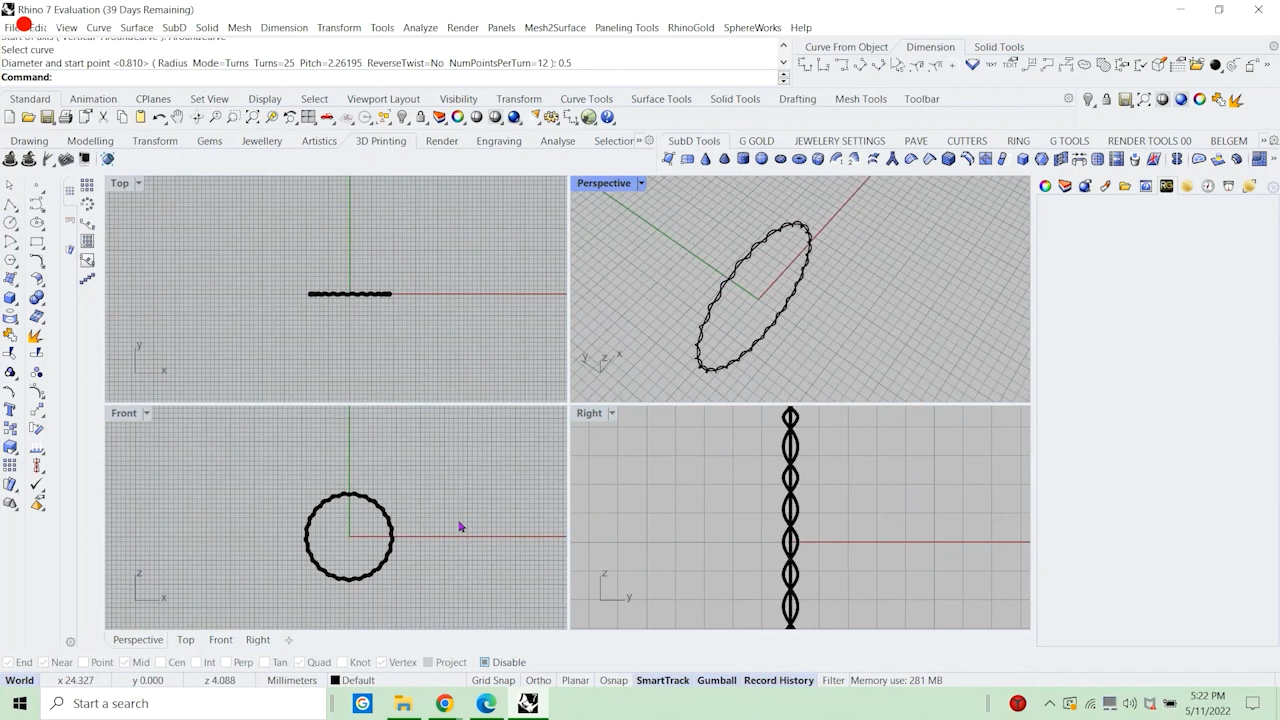 Rhino 7 Evaluation (39 Days Remaining)
File Edit View Curve Surface SubD Solid Mesh Dimension Transform Tools Analyze Render Panels Mesh2Surface Paneling Tools RhinoGold SphereWorks Help
Select curve
Diameter and start point <0.810> ( Radius Mode=Turns Turns=25 Pitch=2.26195 ReverseTwist=No NumPointsPerTurn=12 ): 0.5
Command:
Curve From Object Dimension Solid Tools
Standard Animation CPlanes Set View Display Select Viewport Layout Visibility Transform Curve Tools Surface Tools Solid Tools Drafting Mesh Tools Toolbar
Drawing Modelling Transform Gems Jewellery Artistics 3D Printing Render Engraving Analyse Selection
SubD Tools G GOLD JEWELERY SETTINGS PAVE CUTTERS RING G TOOLS RENDER TOOLS 00 BELGEM
Top
y
x
Perspective
y z x
Front
z
x
Right
z
y
Perspective Top Front Right
End Near Point Mid Cen Int Perp Tan Quad Knot Vertex Project Disable
World x 24.327 y 0.000 z 4.088 Millimeters Default Grid Snap Ortho Planar Osnap SmartTrack Gumball Record History Filter Memory use: 281 MB
Search a search
5:22 PM
5/11/2022